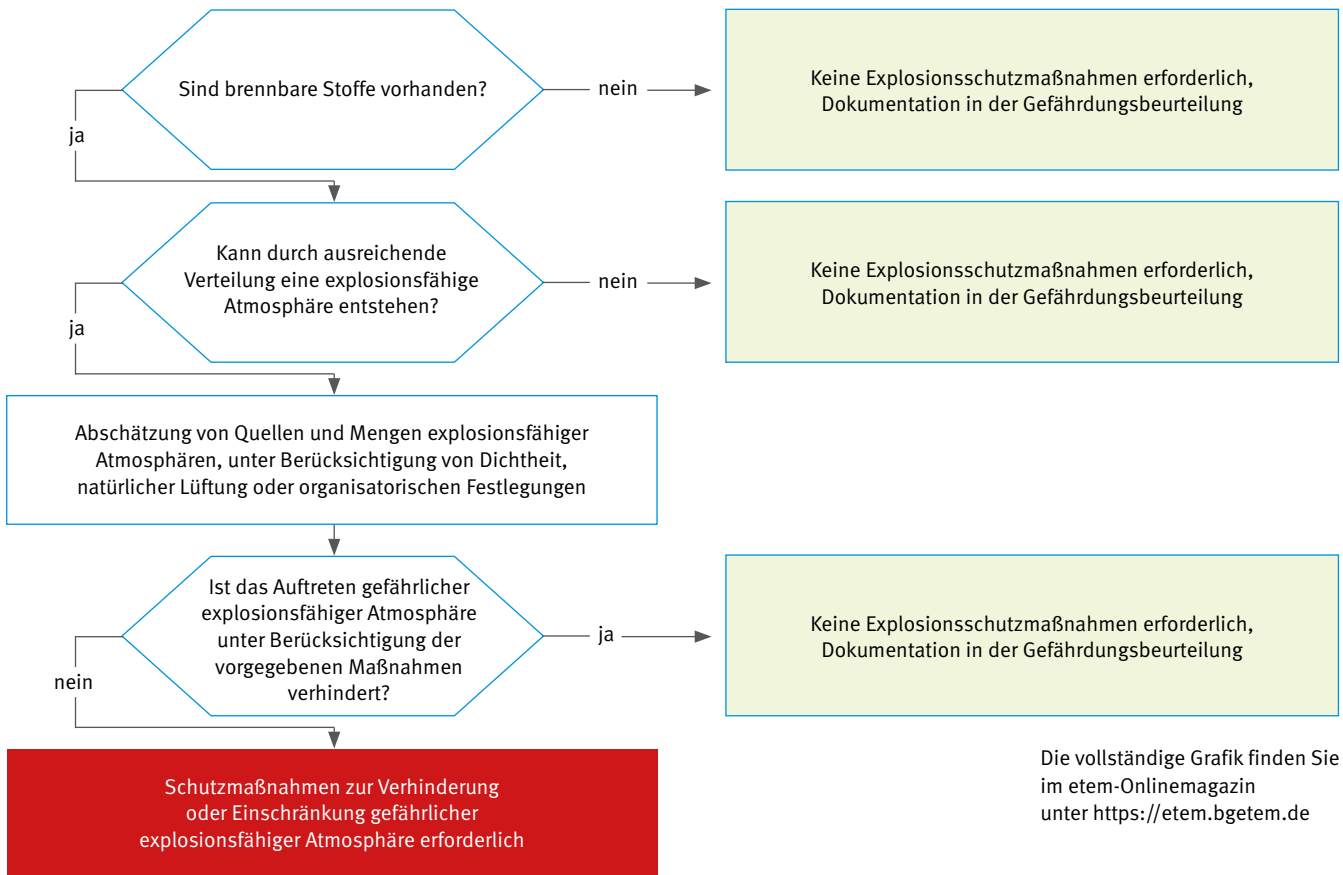 Sind brennbare Stoffe vorhanden?
nein
Keine Explosionsschutzmaßnahmen erforderlich,
Dokumentation in der Gefährdungsbeurteilung
ja
Kann durch ausreichende
Verteilung eine explosionsfähige
Atmosphäre entstehen?
nein
Keine Explosionsschutzmaßnahmen erforderlich,
Dokumentation in der Gefährdungsbeurteilung
ja
Abschätzung von Quellen und Mengen explosionsfähiger
Atmosphären, unter Berücksichtigung von Dichtheit,
natürlicher Lüftung oder organisatorischen Festlegungen
Ist das Auftreten gefährlicher
explosionsfähiger Atmosphäre
unter Berücksichtigung der
vorgegebenen Maßnahmen
verhindert?
ja
Keine Explosionsschutzmaßnahmen erforderlich,
Dokumentation in der Gefährdungsbeurteilung
nein
Schutzmaßnahmen zur Verhinderung
oder Einschränkung gefährlicher
explosionsfähiger Atmosphäre erforderlich
Die vollständige Grafik finden Sie
im etem-Onlinemagazin
unter https://etem.bgetem.de